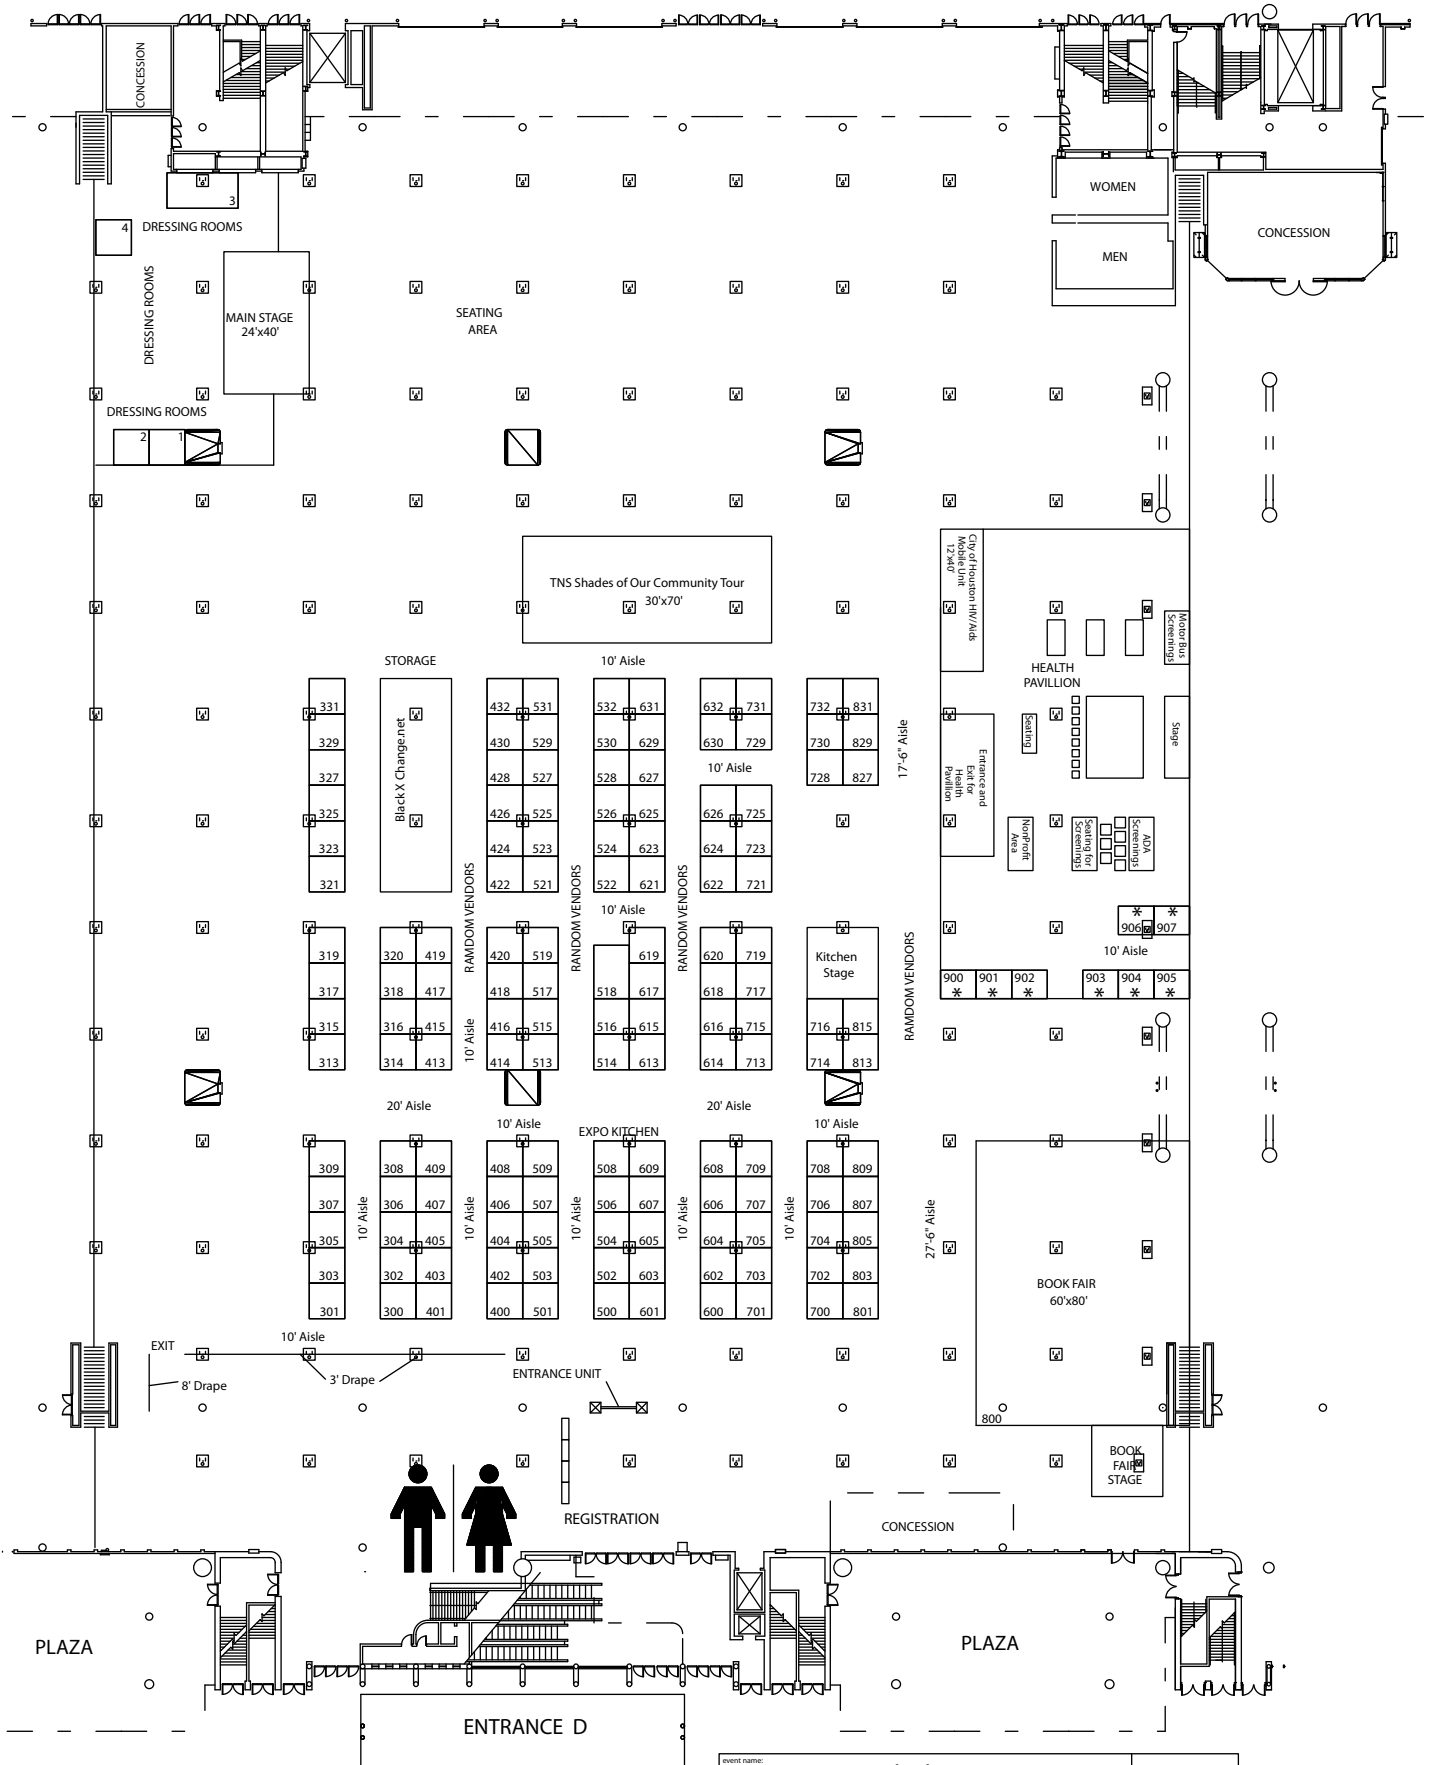 CONCESSION
WOMEN
3
4
DRESSING ROOMS
CONCESSION
MEN
DRESSING ROOMS
MAIN STAGE
24'x40'
SEATING
AREA
DRESSING ROOMS
2
1
City of Houston HIV/Aids
Mobile Unit
12'x40'
TNS Shades of Our Community Tour
30'x70'
Motor Bus
Screenings
STORAGE
10' Aisle
HEALTH
PAVILLION
331
432 531
532 631
632 731
732 831
Seating
Stage
329
430 529
530 629
630 729
730 829
17'-6" Aisle
Black X Change.net
Entrance and
Exit for
Health
Pavillion
10' Aisle
327
428 527
528 627
728 827
325
426 525
526 625
626 725
323
424 523
524 623
624 723
NonProfit
Area
Seating for
Screenings
ADA
Screenings
321
422 521
522 621
622 721
RAMDOM VENDORS
RANDOM VENDORS
RANDOM VENDORS
10' Aisle
*
*
906
907
319
320 419
420 519
619
620 719
Kitchen
Stage
RAMDOM VENDORS
10' Aisle
317
318 417
418 517
518 617
618 717
900
901
902
903
904
905
*
*
*
*
*
*
315
316 415
10' Aisle
416 515
516 615
616 715
716 815
313
314 413
414 513
514 613
614 713
714 813
20' Aisle
20' Aisle
10' Aisle
EXPO KITCHEN
10' Aisle
309
308 409
408 509
508 609
608 709
708 809
307
306 407
406 507
506 607
606 707
706 807
10' Aisle
10' Aisle
10' Aisle
10' Aisle
10' Aisle
27'-6" Aisle
305
304 405
404 505
504 605
604 705
704 805
303
302 403
402 503
502 603
602 703
702 803
BOOK FAIR
60'x80'
301
300 401
400 501
500 601
600 701
700 801
10' Aisle
EXIT
8' Drape
3' Drape
ENTRANCE UNIT
800
BOOK
FAIR
STAGE
REGISTRATION
CONCESSION
PLAZA
PLAZA
ENTRANCE D
event name: